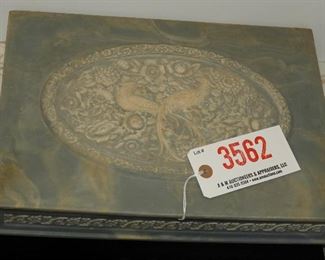 Lot #
3562
J & M AUCTIONEERS & APPRAISERS, LLC